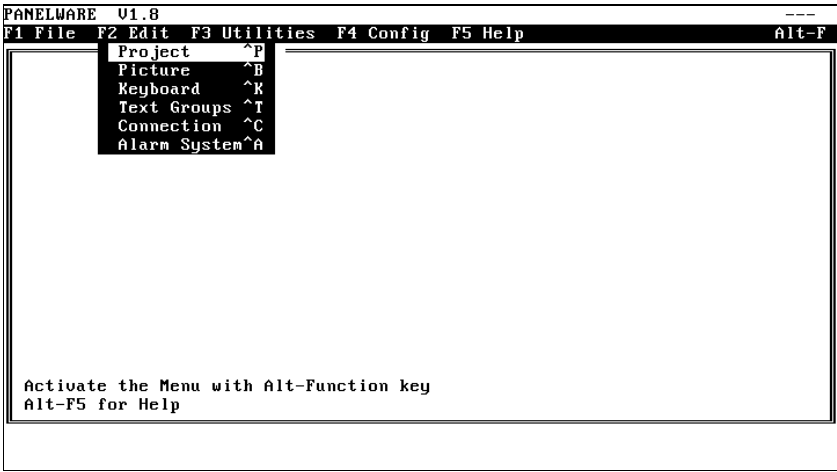 PANELWARE V1.8 ---
F1 File F2 Edit F3 Utilities F4 Config F5 Help Alt-F
Project ^P
Picture ^B
Keyboard ^K
Text Groups ^T
Connection ^C
Alarm System^A
Activate the Menu with Alt-Function key
Alt-F5 for Help